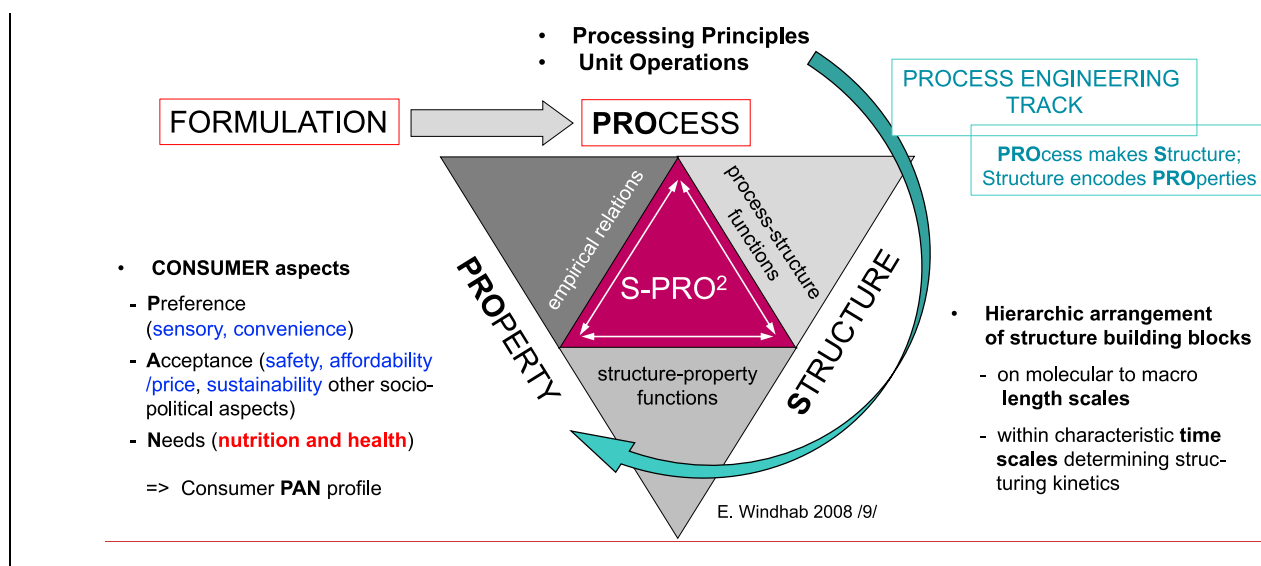 • Processing Principles
• Unit Operations
PROCESS ENGINEERING
TRACK
FORMULATION
PROCESS
PROcess makes Structure;
Structure encodes PROperties
empirical relations
process-structure
functions
S-PRO²
PROPERTY
STRUCTURE
structure-property
functions
• CONSUMER aspects
- Preference
(sensory, convenience)
- Acceptance (safety, affordability
/price, sustainability other socio-
political aspects)
- Needs (nutrition and health)
=> Consumer PAN profile
• Hierarchic arrangement
of structure building blocks
- on molecular to macro
length scales
- within characteristic time
scales determining struc-
turing kinetics
E. Windhab 2008 /9/